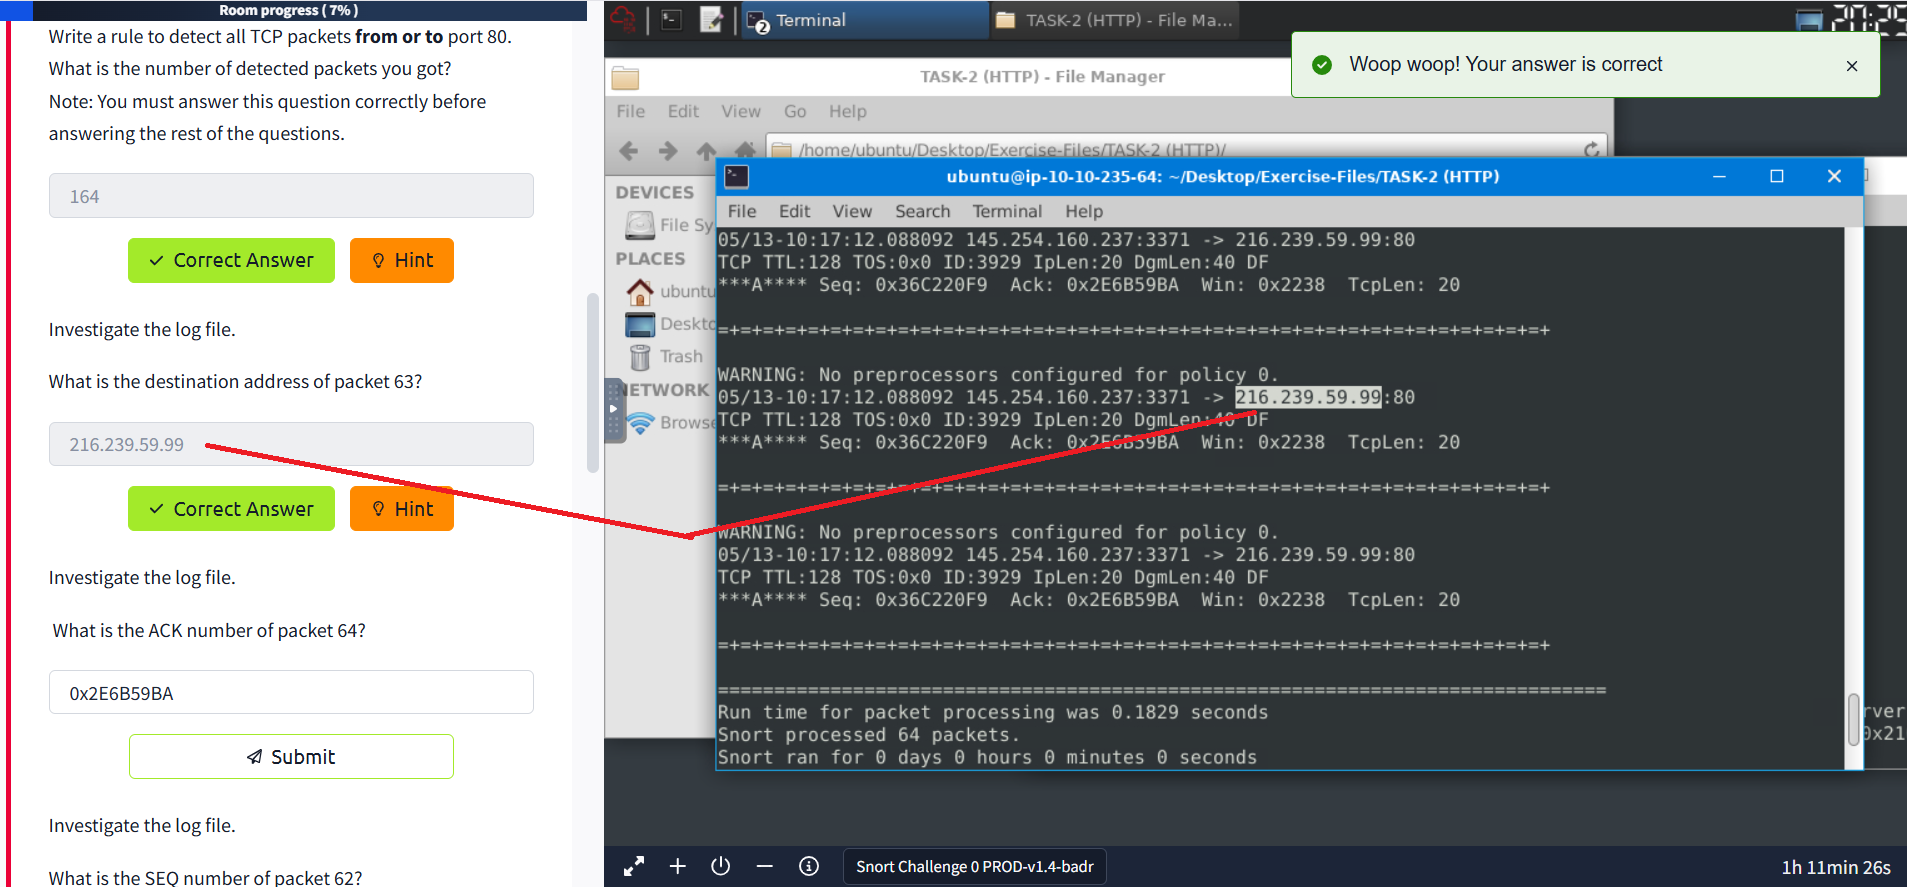 Room progress ( 7% )
Write a rule to detect all TCP packets from or to port 80.
What is the number of detected packets you got?
Note: You must answer this question correctly before
answering the rest of the questions.
164
Correct Answer
Hint
Investigate the log file.
What is the destination address of packet 63?
216.239.59.99
Correct Answer
Hint
Investigate the log file.
What is the ACK number of packet 64?
0x2E6B59BA
Submit
Investigate the log file.
What is the SEQ number of packet 62?
2 Terminal
TASK-2 (HTTP) - File Ma...
Woop woop! Your answer is correct
TASK-2 (HTTP) - File Manager
File Edit View Go Help
/home/ubuntu/Desktop/Exercise-Files/TASK-2 (HTTP)/
DEVICES
File Sy
PLACES
ubuntu
Deskto
Trash
NETWORK
Browse
ubuntu@ip-10-10-235-64: ~/Desktop/Exercise-Files/TASK-2 (HTTP)
File Edit View Search Terminal Help
05/13-10:17:12.088092 145.254.160.237:3371 -> 216.239.59.99:80
TCP TTL:128 TOS:0x0 ID:3929 IpLen:20 DgmLen:40 DF
***A**** Seq: 0x36C220F9  Ack: 0x2E6B59BA  Win: 0x2238  TcpLen: 20
=+=+=+=+=+=+=+=+=+=+=+=+=+=+=+=+=+=+=+=+=+=+=+=+=+=+=+=+=+=+=+=+=+=+=+=+=+
WARNING: No preprocessors configured for policy 0.
05/13-10:17:12.088092 145.254.160.237:3371 -> 216.239.59.99:80
TCP TTL:128 TOS:0x0 ID:3929 IpLen:20 DgmLen:40 DF
***A**** Seq: 0x36C220F9  Ack: 0x2E6B59BA  Win: 0x2238  TcpLen: 20
=+=+=+=+=+=+=+=+=+=+=+=+=+=+=+=+=+=+=+=+=+=+=+=+=+=+=+=+=+=+=+=+=+=+=+=+=+
WARNING: No preprocessors configured for policy 0.
05/13-10:17:12.088092 145.254.160.237:3371 -> 216.239.59.99:80
TCP TTL:128 TOS:0x0 ID:3929 IpLen:20 DgmLen:40 DF
***A**** Seq: 0x36C220F9  Ack: 0x2E6B59BA  Win: 0x2238  TcpLen: 20
=+=+=+=+=+=+=+=+=+=+=+=+=+=+=+=+=+=+=+=+=+=+=+=+=+=+=+=+=+=+=+=+=+=+=+=+=+
===============================================================================
Run time for packet processing was 0.1829 seconds
Snort processed 64 packets.
Snort ran for 0 days 0 hours 0 minutes 0 seconds
rver
0x21
Snort Challenge 0 PROD-v1.4-badr
1h 11min 26s